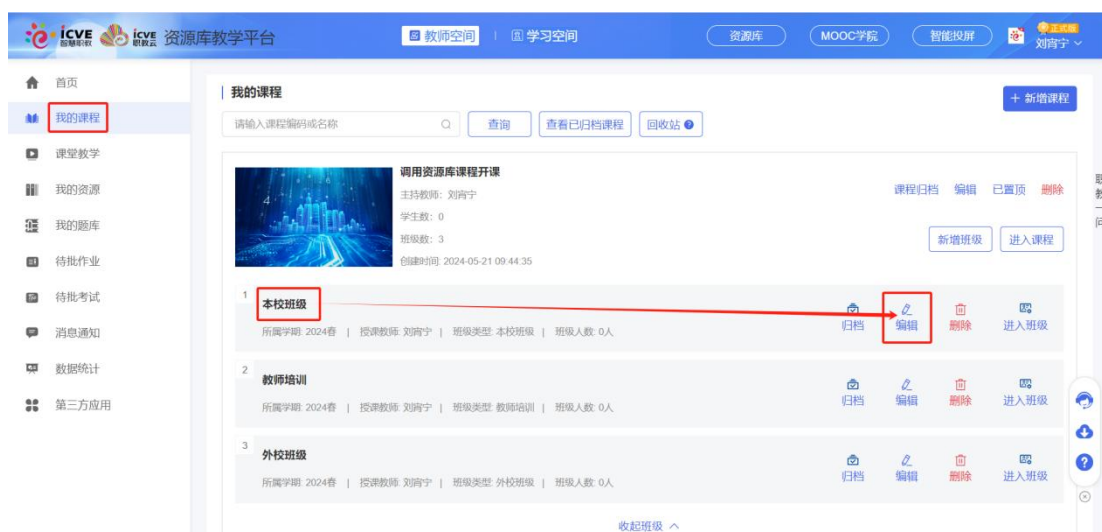 icve 智慧职教 icve 职教云 资源库教学平台 教师空间 学习空间 资源库 MOOC学院 智能投屏 正式版 刘宵宁
首页
我的课程
课堂教学
我的资源
我的题库
待批作业
待批考试
消息通知
数据统计
第三方应用
我的课程
+ 新增课程
请输入课程编码或名称 查询 查看已归档课程 回收站
调用资源库课程开课
主持教师: 刘宵宁
学生数: 0
班级数: 3
创建时间: 2024-05-21 09:44:35
课程归档 编辑 已置顶 删除
新增班级 进入课程
1 本校班级
所属学期: 2024春 | 授课教师: 刘宵宁 | 班级类型: 本校班级 | 班级人数: 0人
归档 编辑 删除 进入班级
2 教师培训
所属学期: 2024春 | 授课教师: 刘宵宁 | 班级类型: 教师培训 | 班级人数: 0人
归档 编辑 删除 进入班级
3 外校班级
所属学期: 2024春 | 授课教师: 刘宵宁 | 班级类型: 外校班级 | 班级人数: 0人
归档 编辑 删除 进入班级
收起班级